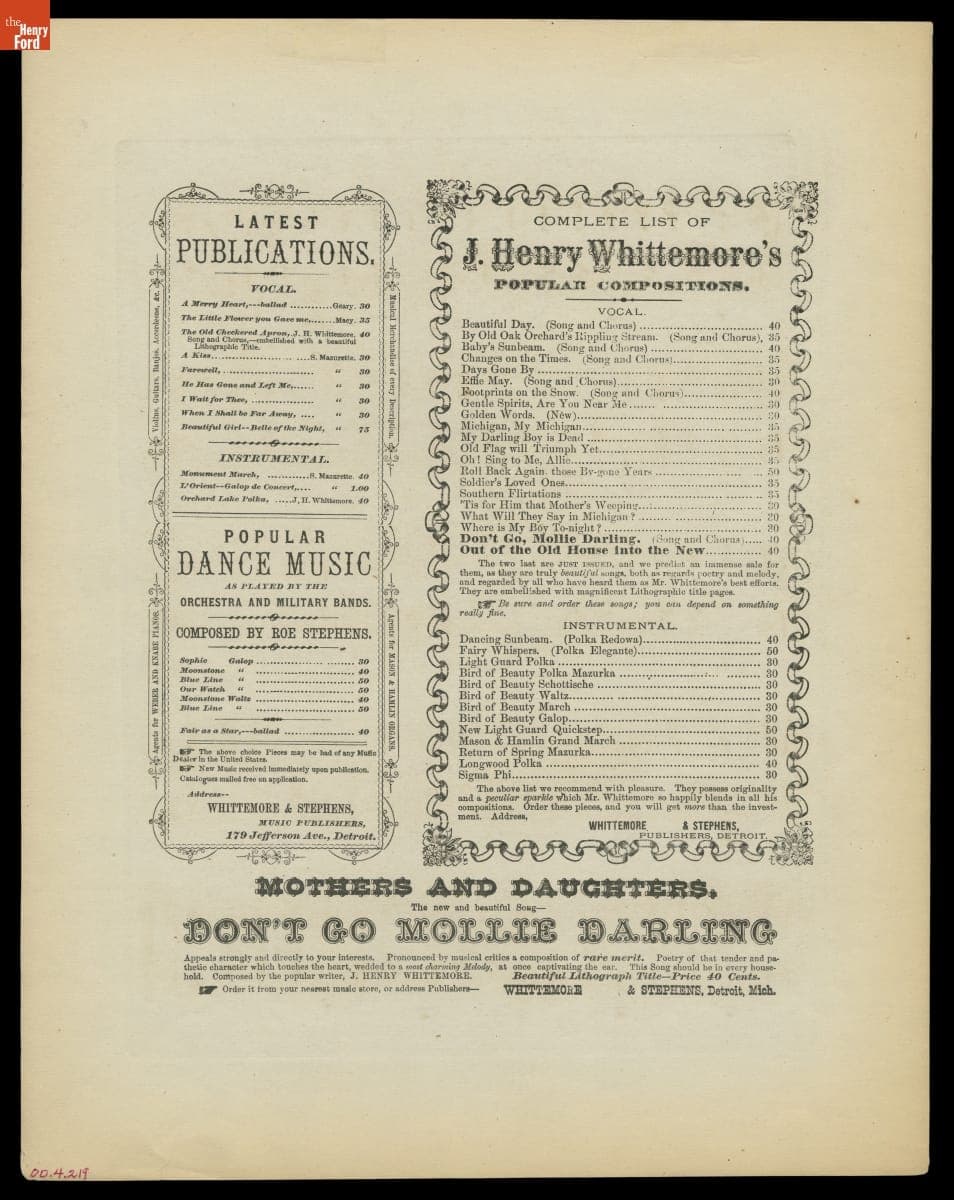 the
Henry
Ford
LATEST
PUBLICATIONS.
VOCAL.
A Merry Heart,---ballad ............Geary. 30
The Little Flower you Gave me,.......Macy. 35
The Old Checkered Apron,.J. H. Whittemore. 40
Song and Chorus,—embellished with a beautiful
Lithographic Title.
A Kiss............................S. Mazurette. 30
Farewell, ......................... " 30
He Has Gone and Left Me,...... " 30
I Wait for Thee, ................ " 30
When I Shall be Far Away, .... " 30
Beautiful Girl--Belle of the Night, " 75
INSTRUMENTAL.
Monument March, ............S. Mazurette. 40
L'Orient--Galop de Concert,.... " 1.00
Orchard Lake Polka, .....J, H. Whittemore. 40
POPULAR
DANCE MUSIC
AS PLAYED BY THE
ORCHESTRA AND MILITARY BANDS.
COMPOSED BY ROE STEPHENS.
Sophie Galop ........................ 30
Moonstone " ........................ 40
Blue Line " ........................ 50
Our Watch " ........................ 50
Moonstone Waltz ........................ 40
Blue Line " ........................ 50
Fair as a Star,---ballad ................. 40
☞ The above choice Pieces may be had of any Music
Dealer in the United States.
☞ New Music received immediately upon publication.
Catalogues mailed free on application.
Address--
WHITTEMORE & STEPHENS,
MUSIC PUBLISHERS,
179 Jefferson Ave., Detroit.
Violins, Guitars, Banjos, Accordeons, &c.
Agents for WEBER AND KNABE PIANOS.
Musical Merchandise of every Description.
Agents for MASON & HAMLIN ORGANS.
COMPLETE LIST OF
J. Henry Whittemore's
POPULAR COMPOSITIONS.
VOCAL.
Beautiful Day. (Song and Chorus) ........................ 40
By Old Oak Orchard's Rippling Stream. (Song and Chorus), 35
Baby's Sunbeam. (Song and Chorus) ........................ 40
Changes on the Times. (Song and Chorus)................... 35
Days Gone By ........................ 35
Effie May. (Song and Chorus)........................ 30
Footprints on the Snow. (Song and Chorus)................. 40
Gentle Spirits, Are You Near Me ........................ 30
Golden Words. (New)........................ 30
Michigan, My Michigan........................ 35
My Darling Boy is Dead ........................ 35
Old Flag will Triumph Yet........................ 35
Oh! Sing to Me, Allie........................ 35
Roll Back Again, those By-gone Years ........................ 50
Soldier's Loved Ones........................ 35
Southern Flirtations ........................ 35
'Tis for Him that Mother's Weeping........................ 30
What Will They Say in Michigan? ........................ 30
Where is My Boy To-night? ........................ 30
Don't Go, Mollie Darling. (Song and Chorus)..... 40
Out of the Old House into the New.............. 40
The two last are JUST ISSUED, and we predict an immense sale for
them, as they are truly beautiful songs, both as regards poetry and melody,
and regarded by all who have heard them as Mr. Whittemore's best efforts.
They are embellished with magnificent Lithographic title pages.
☞ Be sure and order these songs; you can depend on something
really fine.
INSTRUMENTAL.
Dancing Sunbeam. (Polka Redowa)........................ 40
Fairy Whispers. (Polka Elegante)........................ 50
Light Guard Polka ........................ 30
Bird of Beauty Polka Mazurka ........................ 30
Bird of Beauty Schottische ........................ 30
Bird of Beauty Waltz........................ 30
Bird of Beauty March ........................ 30
Bird of Beauty Galop........................ 30
New Light Guard Quickstep........................ 50
Mason & Hamlin Grand March ........................ 30
Return of Spring Mazurka........................ 30
Longwood Polka ........................ 40
Sigma Phi........................ 30
The above list we recommend with pleasure. They possess originality
and a peculiar sparkle which Mr. Whittemore so happily blends in all his
compositions. Order these pieces, and you will get more than the invest-
ment. Address,
WHITTEMORE & STEPHENS,
PUBLISHERS, DETROIT.
MOTHERS AND DAUGHTERS,
The new and beautiful Song—
DON'T GO MOLLIE DARLING
Appeals strongly and directly to your interests. Pronounced by musical critics a composition of rare merit. Poetry of that tender and pa-
thetic character which touches the heart, wedded to a most charming Melody, at once captivating the ear. This Song should be in every house-
hold. Composed by the popular writer, J. HENRY WHITTEMORE. Beautiful Lithograph Title—Price 40 Cents.
☞ Order it from your nearest music store, or address Publishers— WHITTEMORE & STEPHENS, Detroit, Mich.
00.4.219